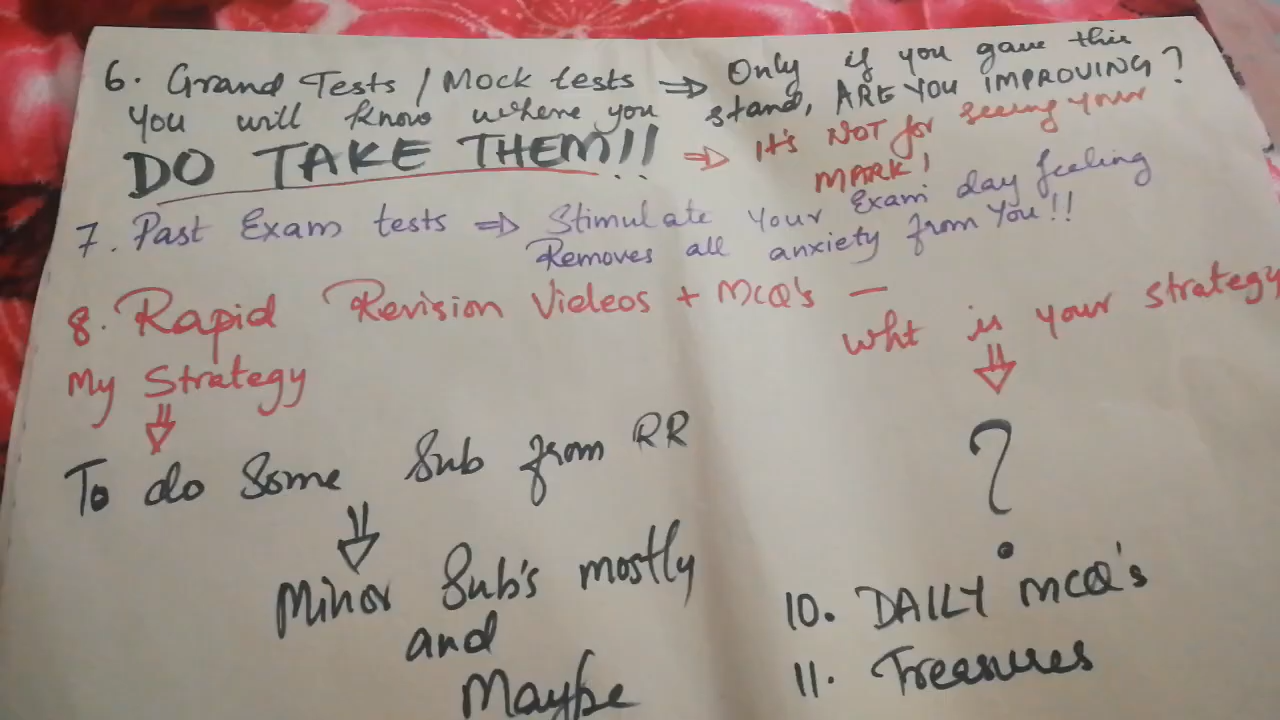 6. Grand Tests / Mock tests ⇒ Only if you gave this
you will know where you stand, ARE YOU IMPROVING?
DO TAKE THEM!! ⇒ It's NOT for seeing your
MARK!
7. Past Exam tests ⇒ Stimulate your Exam day feeling
Removes all anxiety from You!!
8. Rapid Revision Videos + MCQ's —
My Strategy
⇓
To do Some Sub from RR
⇓
Minor Sub's mostly
and
Maybe
Wht is your strategy
⇓
?
10. DAILY MCQ's
11. Treasures